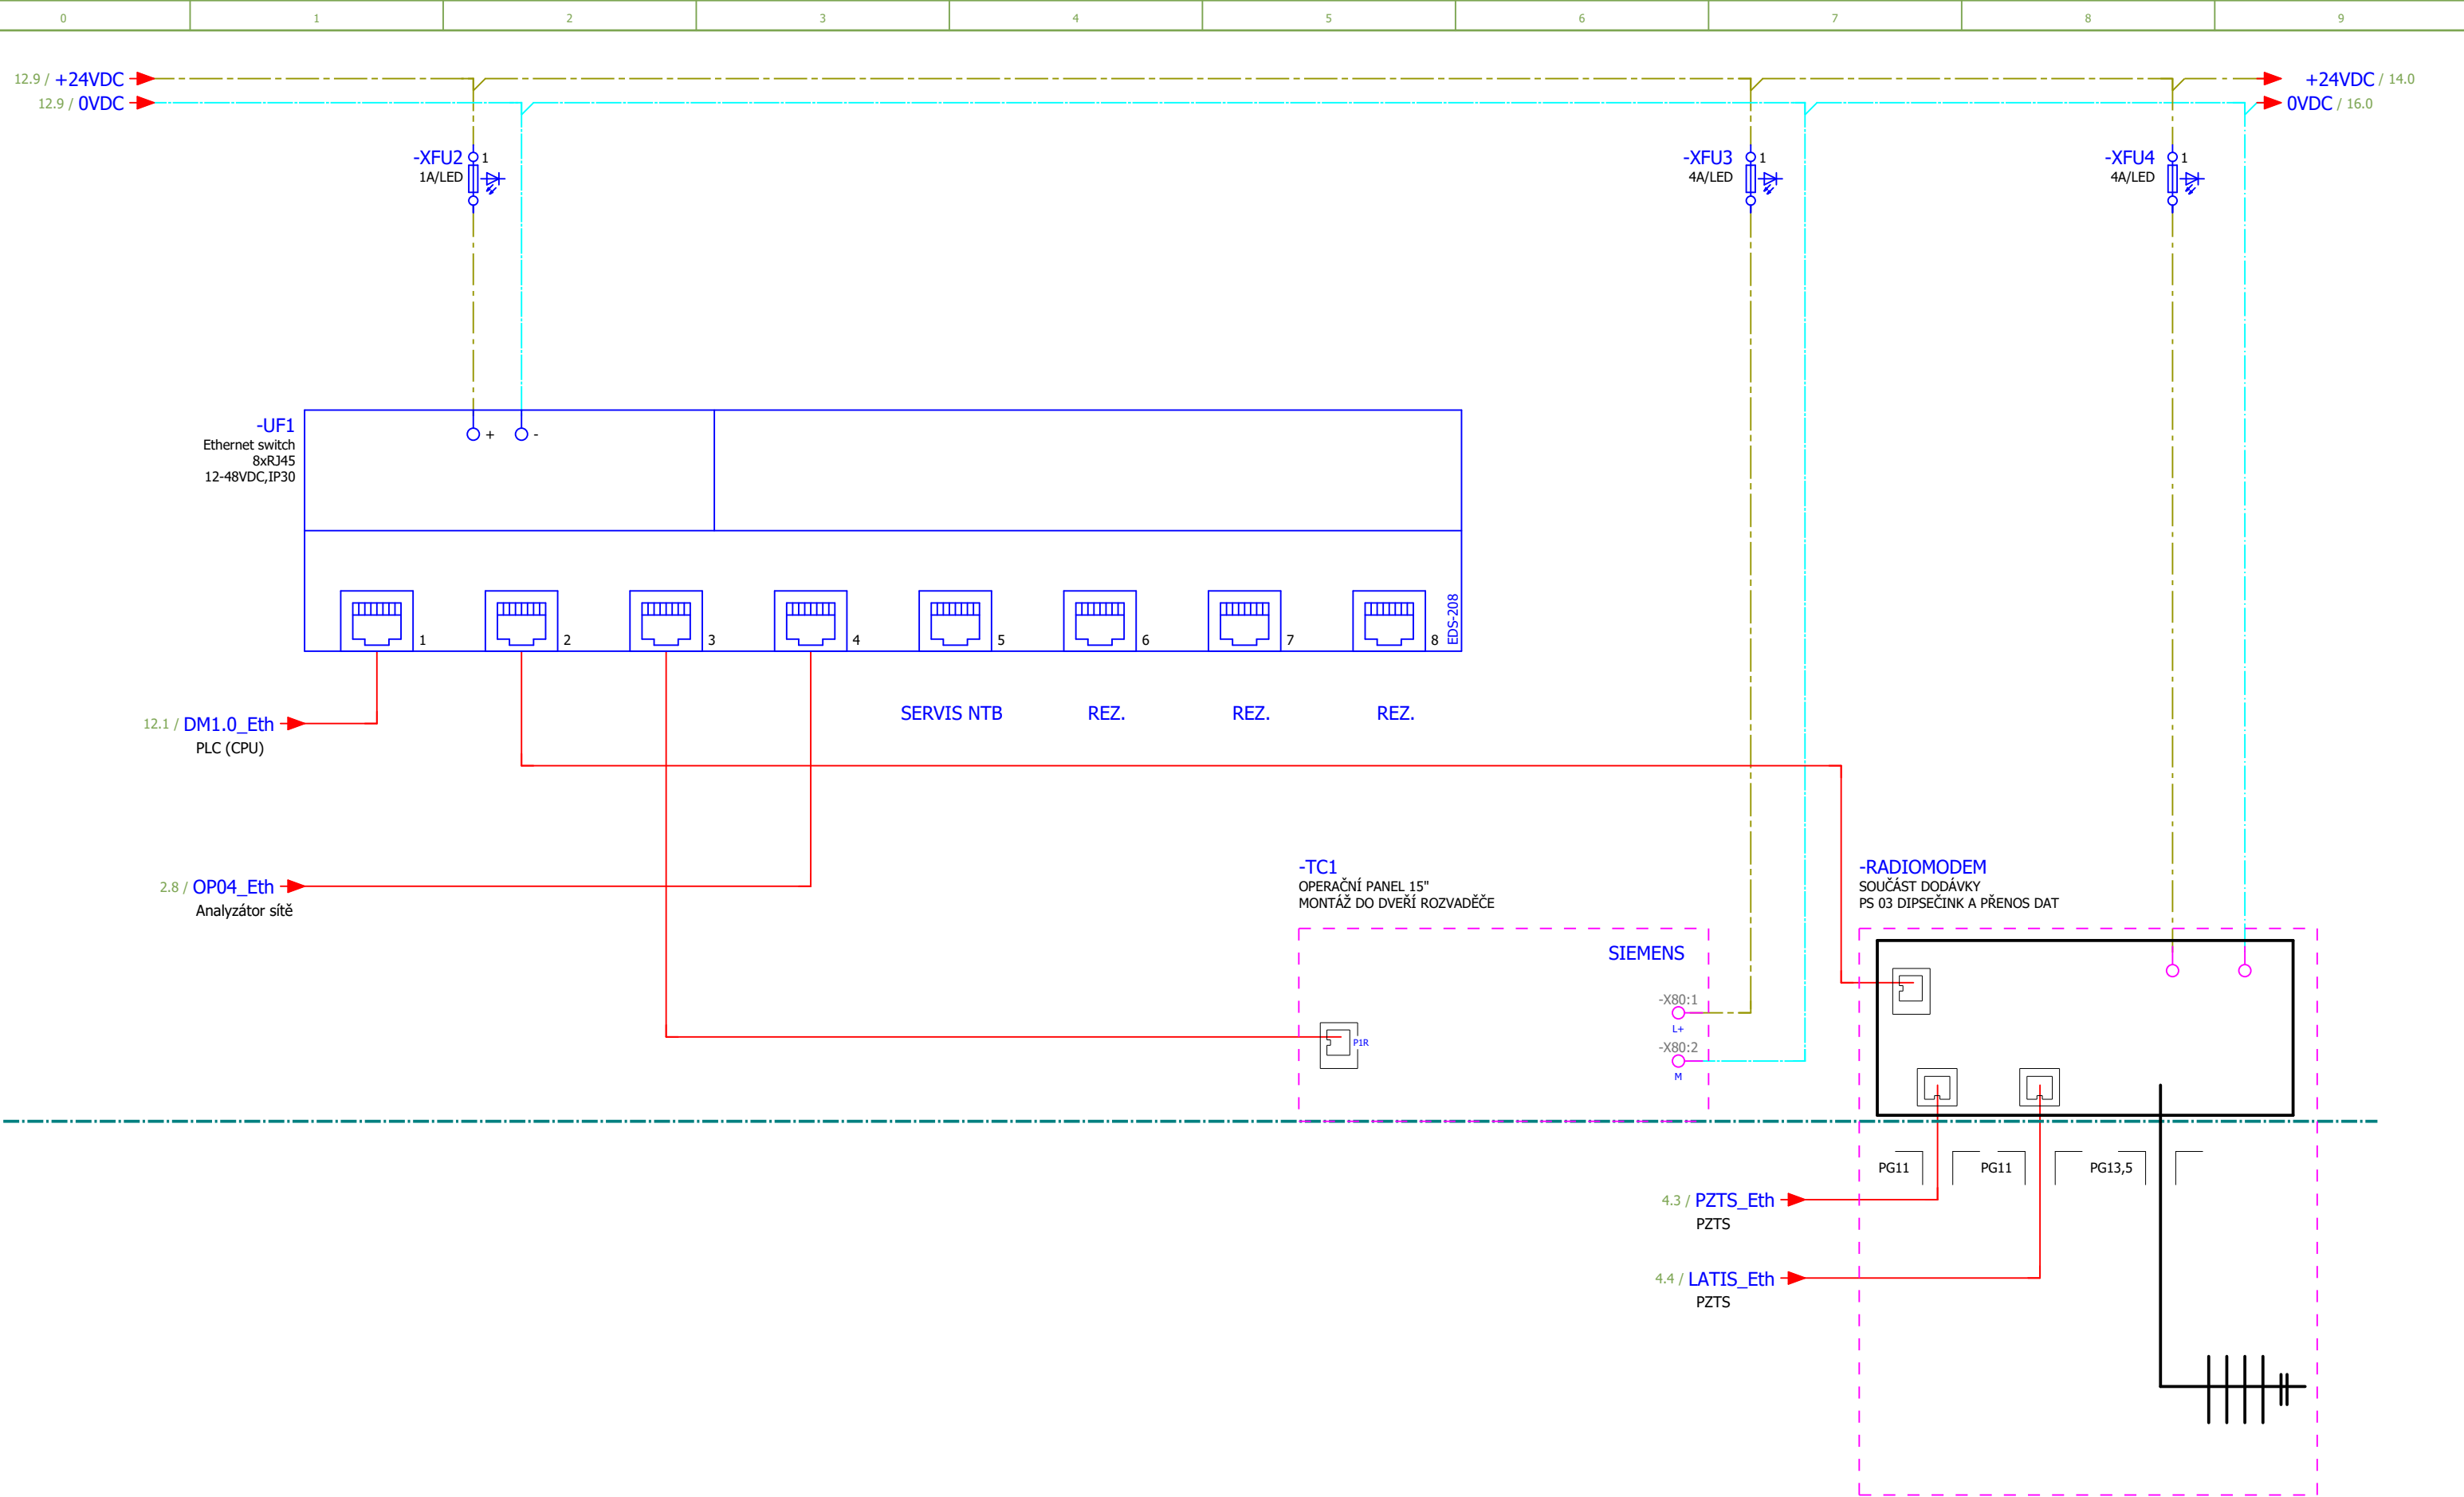 0 1 2 3 4 5 6 7 8 9
12.9 / +24VDC
+24VDC / 14.0
12.9 / 0VDC
0VDC / 16.0
-XFU2 1
1A/LED
-XFU3 1
4A/LED
-XFU4 1
4A/LED
-UF1
Ethernet switch
8xRJ45
12-48VDC,IP30
+ -
EDS-208
1 2 3 4 5 6 7 8
SERVIS NTB REZ. REZ. REZ.
12.1 / DM1.0_Eth
PLC (CPU)
2.8 / OP04_Eth
Analyzátor sítě
-TC1
OPERAČNÍ PANEL 15"
MONTÁŽ DO DVEŘÍ ROZVADĚČE
SIEMENS
-X80:1
L+
-X80:2
M
P1R
-RADIOMODEM
SOUČÁST DODÁVKY
PS 03 DIPSEČINK A PŘENOS DAT
PG11 PG11 PG13,5
4.3 / PZTS_Eth
PZTS
4.4 / LATIS_Eth
PZTS